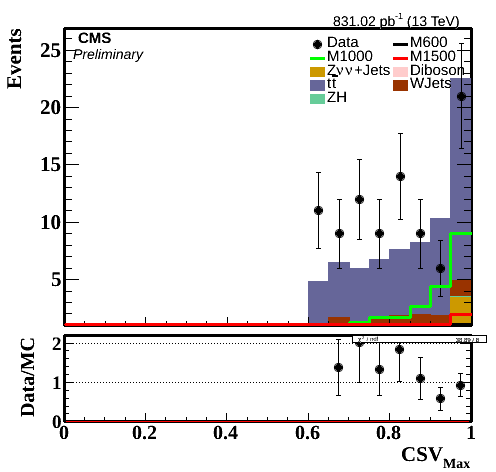 831.02 pb⁻¹ (13 TeV)
CMS
Preliminary
Data
M600
M1000
M1500
Zνν+Jets
Diboson
tt̄
WJets
ZH
Events
25
20
15
10
5
χ² / ndf
Data/MC
2
1
0
0 0.2 0.4 0.6 0.8 1
CSV_Max